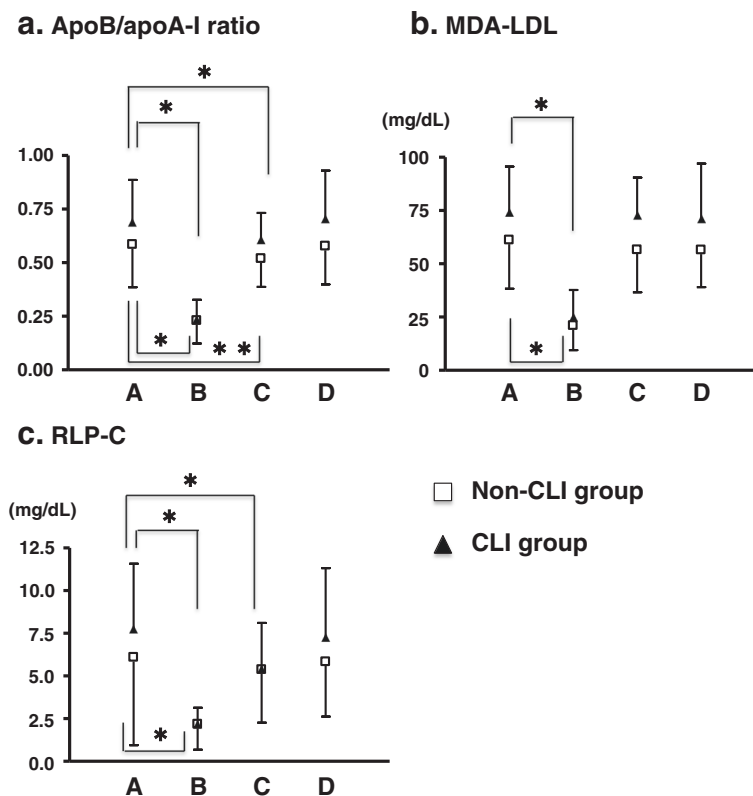 a. ApoB/apoA-I ratio
*
*
1.00
0.75
0.50
0.25
0.00
*
* *
A B C D
b. MDA-LDL
(mg/dL)
*
100
75
50
25
0
*
A B C D
c. RLP-C
(mg/dL)
*
*
12.5
10.0
7.5
5.0
2.5
0.0
*
A B C D
Non-CLI group
CLI group